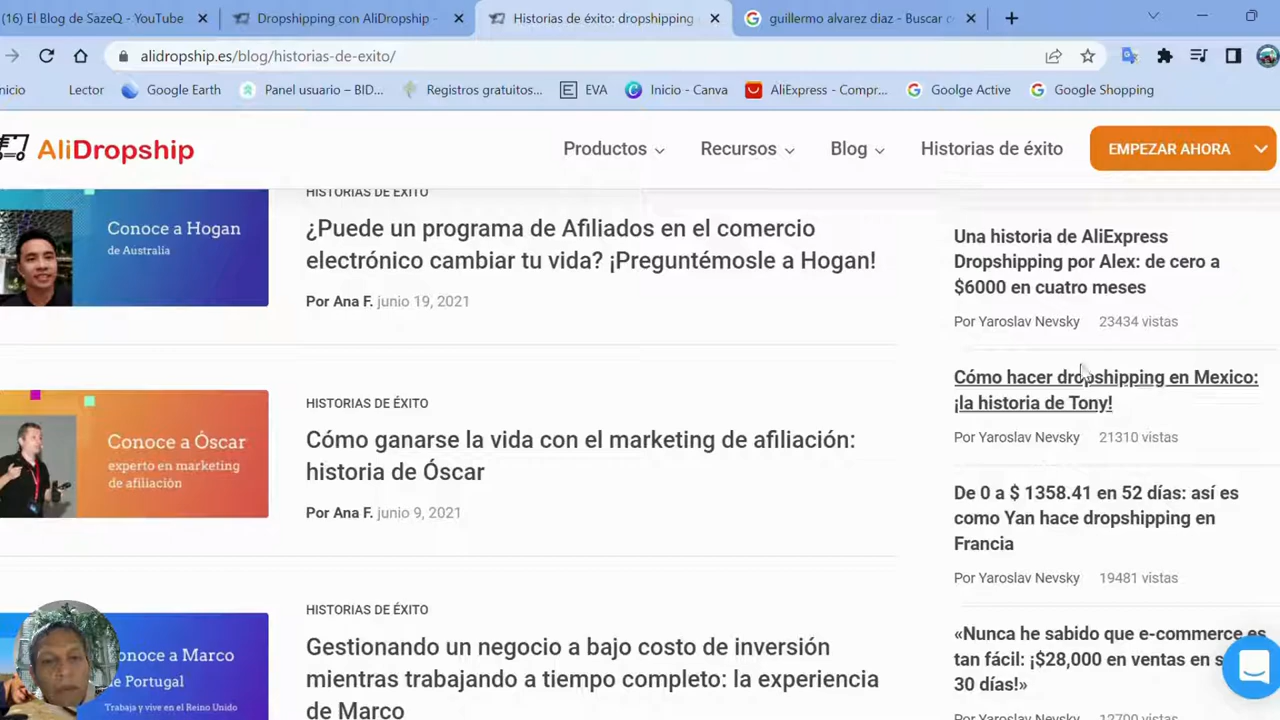 (16) El Blog de SazeQ - YouTube
Dropshipping con AliDropship -
Historias de éxito: dropshipping
guillermo alvarez diaz - Buscar c
alidropship.es/blog/historias-de-exito/
nicio
Lector
Google Earth
Panel usuario – BID...
Registros gratuitos...
EVA
Inicio - Canva
AliExpress - Compr...
Goolge Active
Google Shopping
AliDropship
Productos
Recursos
Blog
Historias de éxito
EMPEZAR AHORA
Conoce a Hogan
de Australia
HISTORIAS DE ÉXITO
¿Puede un programa de Afiliados en el comercio
electrónico cambiar tu vida? ¡Preguntémosle a Hogan!
Por Ana F. junio 19, 2021
Conoce a Óscar
experto en marketing
de afiliación
HISTORIAS DE ÉXITO
Cómo ganarse la vida con el marketing de afiliación:
historia de Óscar
Por Ana F. junio 9, 2021
onoce a Marco
e Portugal
Trabaja y vive en el Reino Unido
HISTORIAS DE ÉXITO
Gestionando un negocio a bajo costo de inversión
mientras trabajando a tiempo completo: la experiencia
de Marco
Una historia de AliExpress
Dropshipping por Alex: de cero a
$6000 en cuatro meses
Por Yaroslav Nevsky 23434 vistas
Cómo hacer dropshipping en Mexico:
¡la historia de Tony!
Por Yaroslav Nevsky 21310 vistas
De 0 a $ 1358.41 en 52 días: así es
como Yan hace dropshipping en
Francia
Por Yaroslav Nevsky 19481 vistas
«Nunca he sabido que e-commerce es
tan fácil: ¡$28,000 en ventas en s
30 días!»
Por Yaroslav Nevsky 12700 vistas